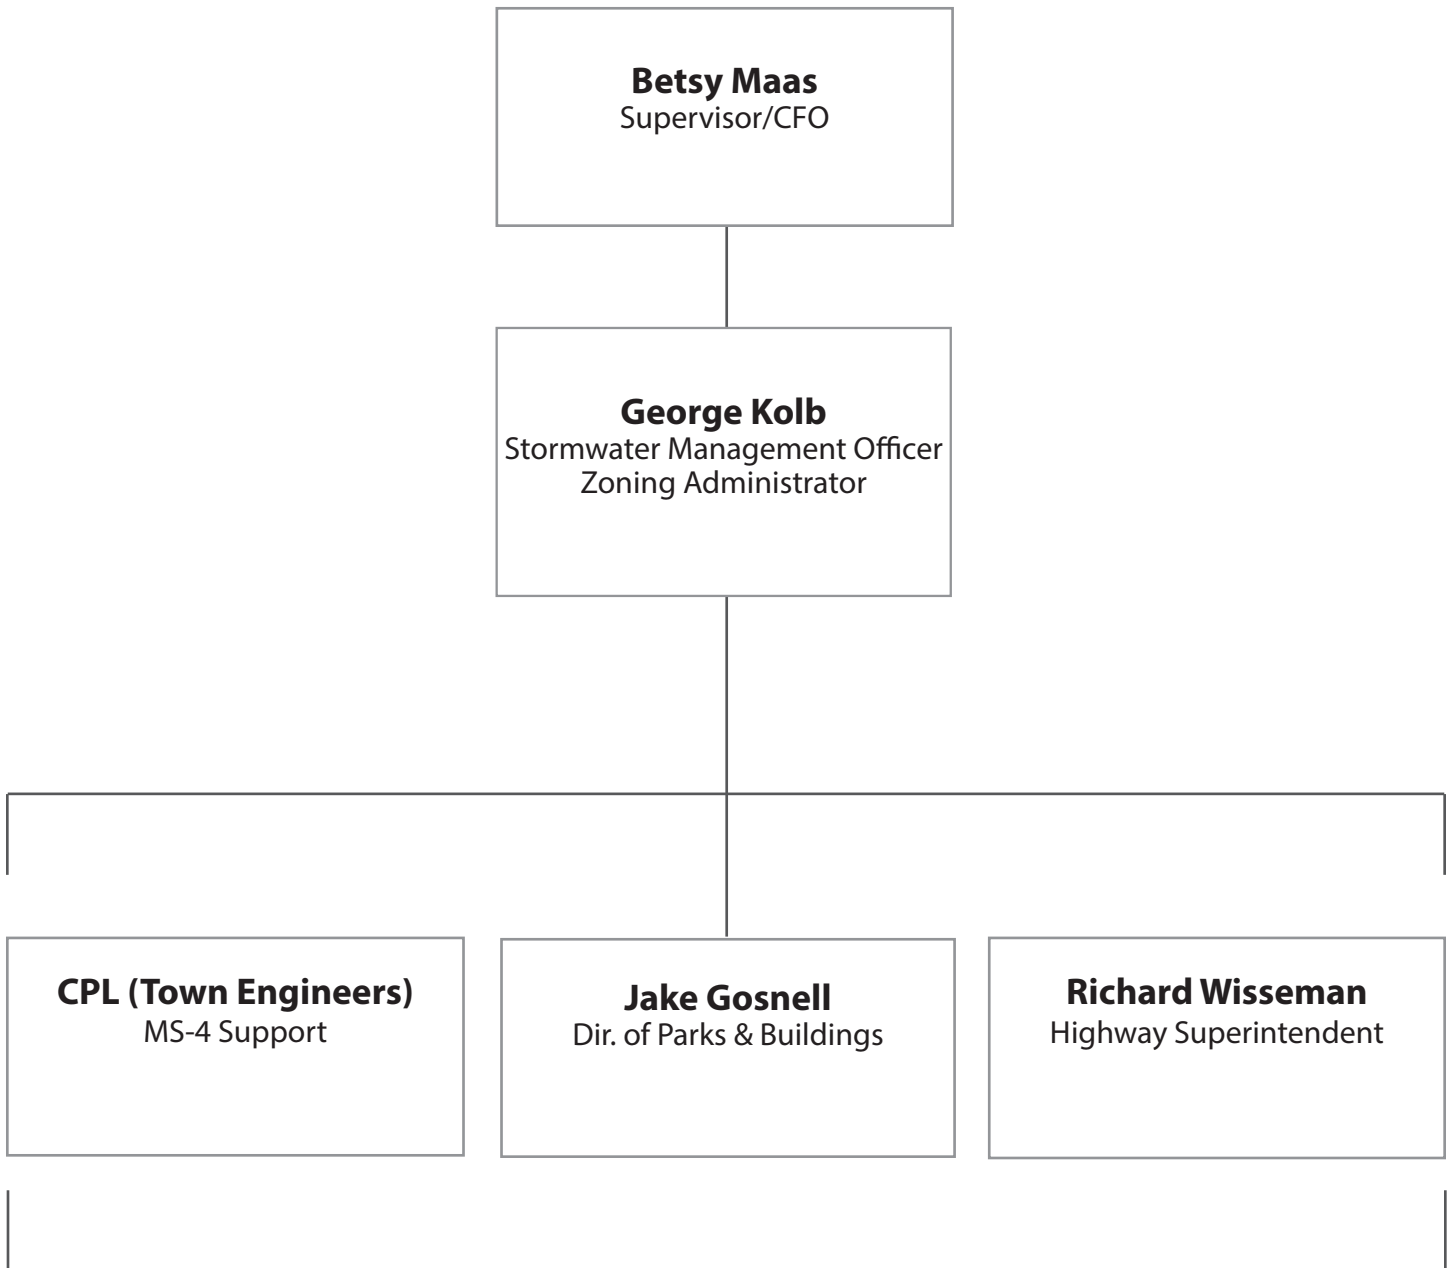 Betsy Maas
Supervisor/CFO
George Kolb
Stormwater Management Officer
Zoning Administrator
CPL (Town Engineers)
MS-4 Support
Jake Gosnell
Dir. of Parks & Buildings
Richard Wisseman
Highway Superintendent